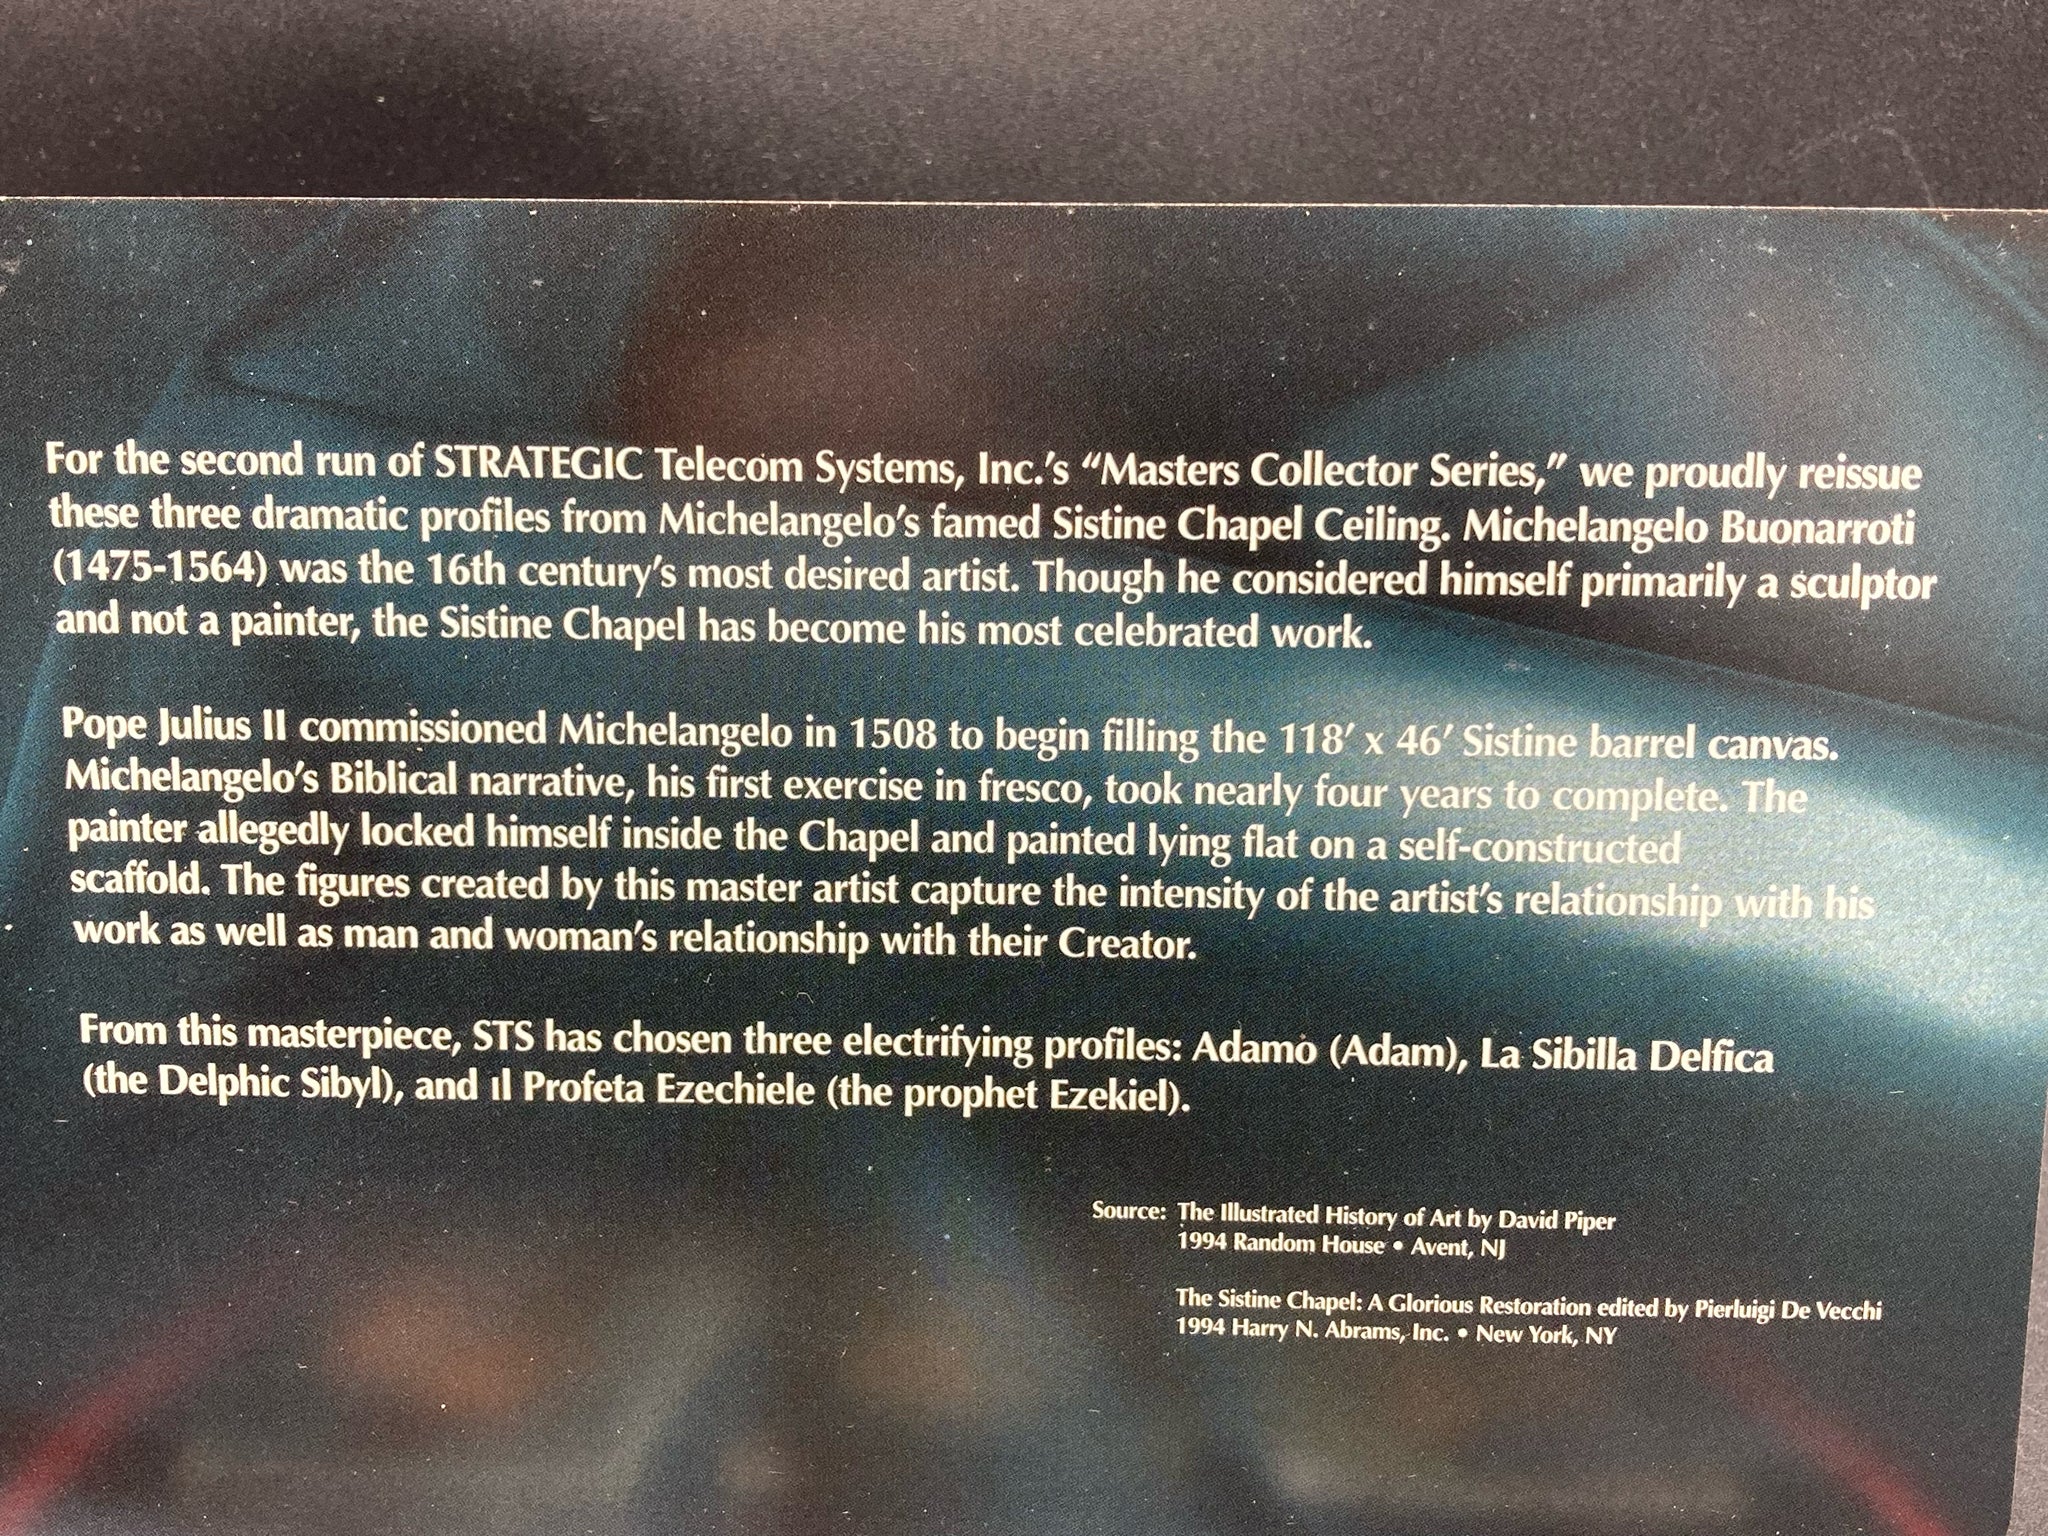 For the second run of STRATEGIC Telecom Systems, Inc.'s “Masters Collector Series,” we proudly reissue
these three dramatic profiles from Michelangelo's famed Sistine Chapel Ceiling. Michelangelo Buonarroti
(1475-1564) was the 16th century's most desired artist. Though he considered himself primarily a sculptor
and not a painter, the Sistine Chapel has become his most celebrated work.
Pope Julius II commissioned Michelangelo in 1508 to begin filling the 118' x 46' Sistine barrel canvas.
Michelangelo's Biblical narrative, his first exercise in fresco, took nearly four years to complete. The
painter allegedly locked himself inside the Chapel and painted lying flat on a self-constructed
scaffold. The figures created by this master artist capture the intensity of the artist's relationship with his
work as well as man and woman's relationship with their Creator.
From this masterpiece, STS has chosen three electrifying profiles: Adamo (Adam), La Sibilla Delfica
(the Delphic Sibyl), and ıl Profeta Ezechiele (the prophet Ezekiel).
Source: The Illustrated History of Art by David Piper
1994 Random House • Avent, NJ
The Sistine Chapel: A Glorious Restoration edited by Pierluigi De Vecchi
1994 Harry N. Abrams, Inc. • New York, NY